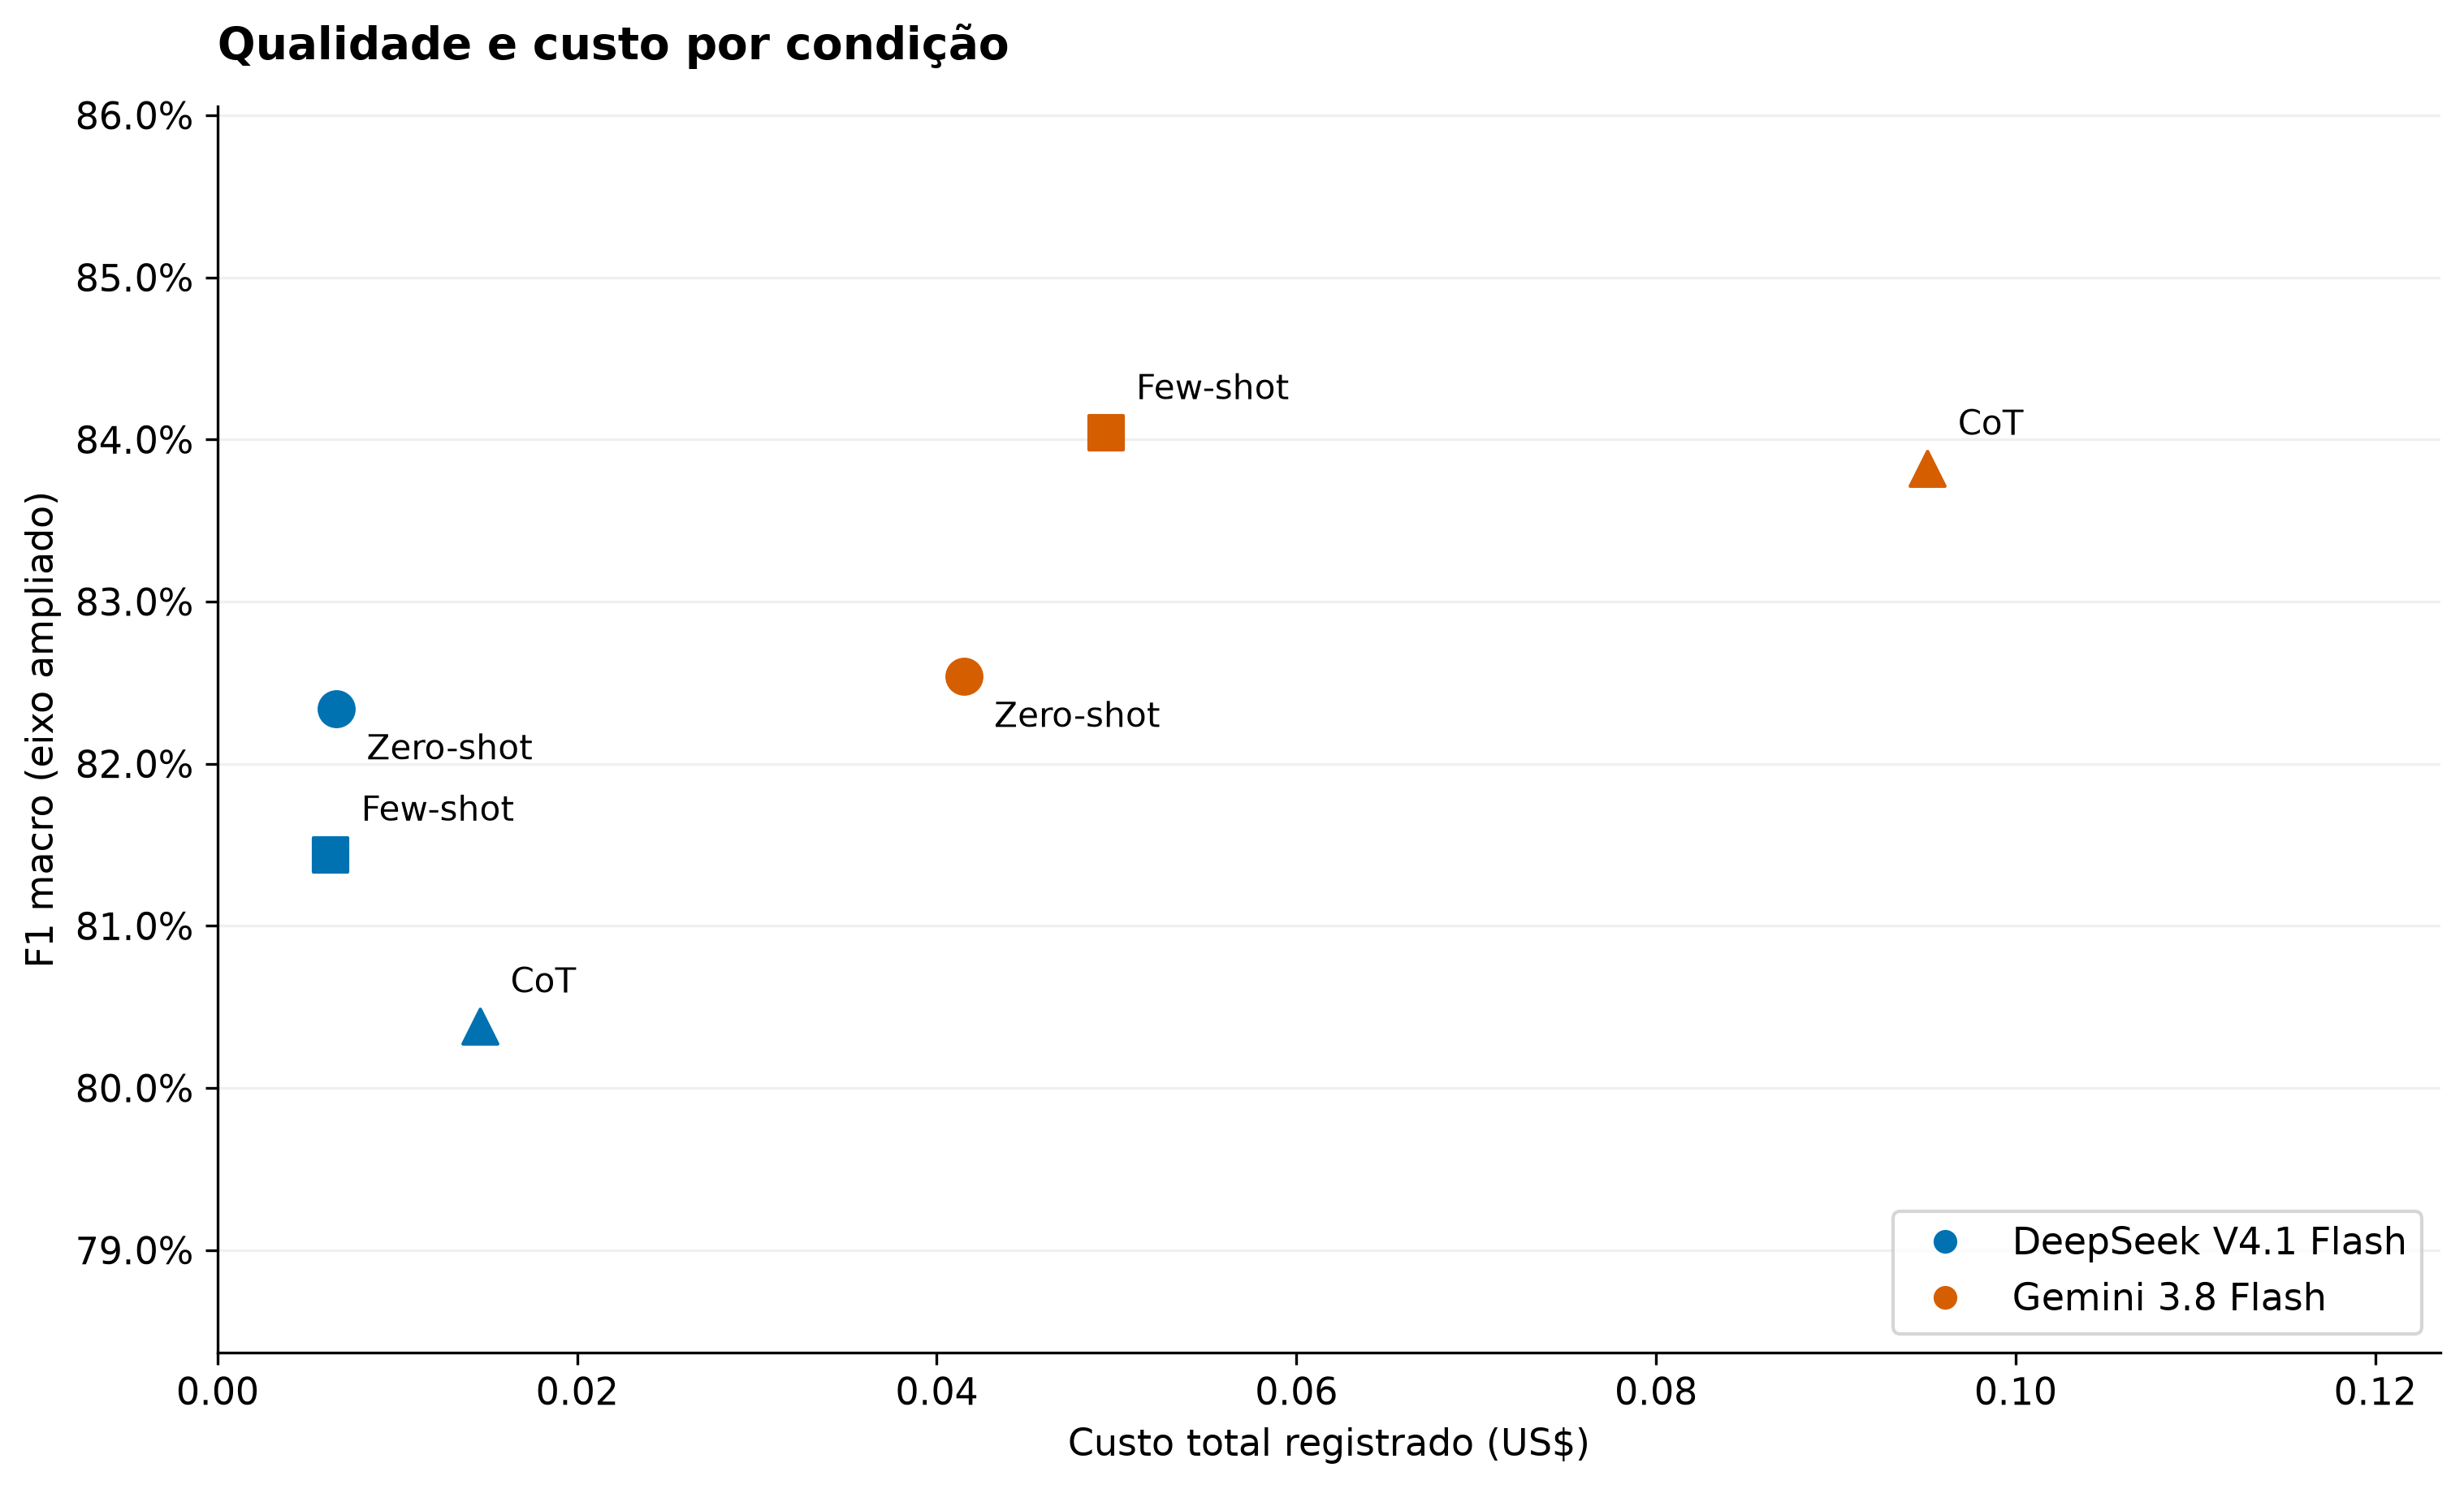 Qualidade e custo por condição
86.0%
85.0%
84.0%
83.0%
82.0%
81.0%
80.0%
79.0%
F1 macro (eixo ampliado)
Few-shot
CoT
Zero-shot
Zero-shot
Few-shot
CoT
DeepSeek V4.1 Flash
Gemini 3.8 Flash
0.00
0.02
0.04
0.06
0.08
0.10
0.12
Custo total registrado (US$)